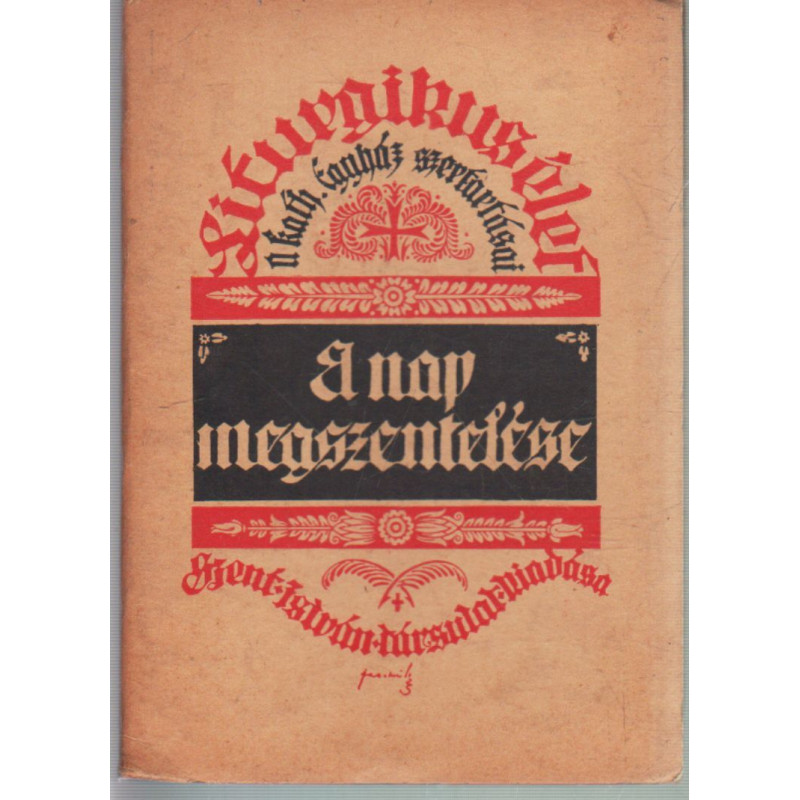 Liturgikus élet
a kath. Egyház szertartásai
A nap
megszentelése
Szent-István-társulat-kiadása